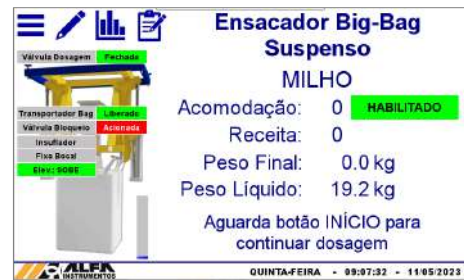 Ensacador Big-Bag
Suspenso
Válvula Dosagem Fechada
MILHO
Transportador Bag Liberado
Acomodação: 0 HABILITADO
Válvula Bloqueio Acionada
Receita: 0
Insuflador
Fixa Bocal
Peso Final: 0.0 kg
Elev.: SOBE
Peso Líquido: 19.2 kg
Aguarda botão INÍCIO para
continuar dosagem
ALFA
INSTRUMENTOS
QUINTA-FEIRA - 09:07:32 - 11/05/2023